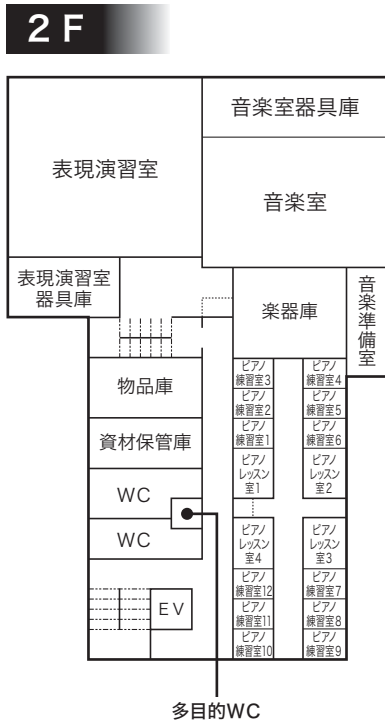 2F
音楽室器具庫
表現演習室
音楽室
表現演習室
器具庫
楽器庫
音楽準備室
物品庫
ピアノ
練習室3
ピアノ
練習室4
ピアノ
練習室2
ピアノ
練習室5
資材保管庫
ピアノ
練習室1
ピアノ
練習室6
ピアノ
レッスン
室1
ピアノ
レッスン
室2
WC
WC
ピアノ
レッスン
室4
ピアノ
レッスン
室3
EV
ピアノ
練習室12
ピアノ
練習室7
ピアノ
練習室11
ピアノ
練習室8
ピアノ
練習室10
ピアノ
練習室9
多目的WC